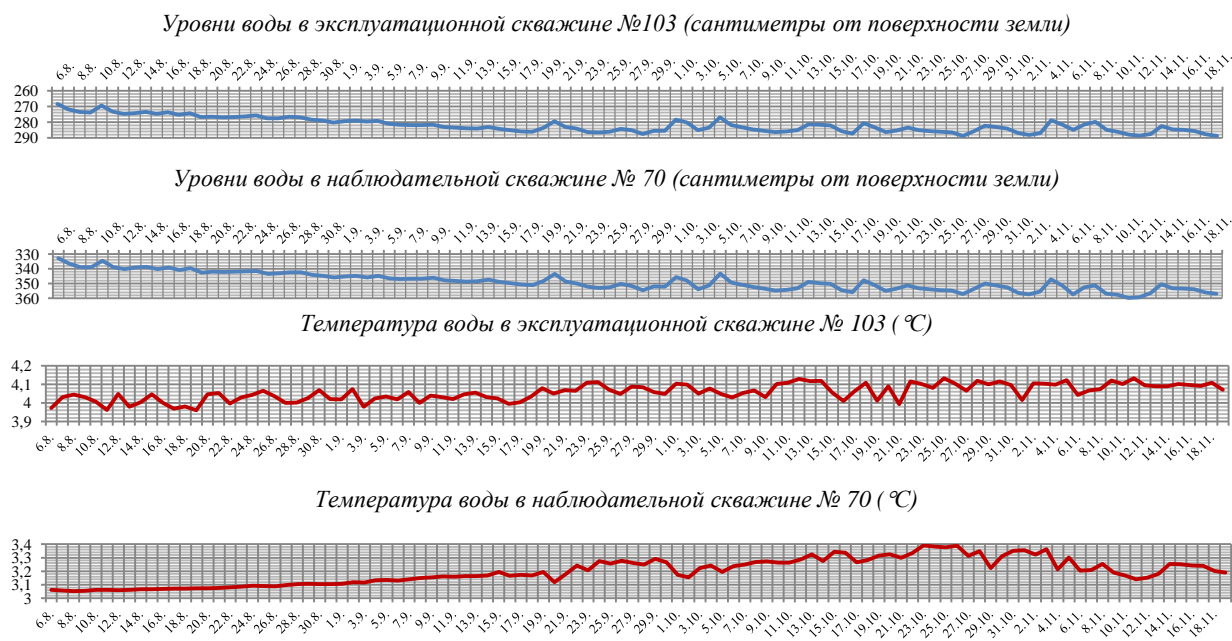 Уровни воды в эксплуатационной скважине №103 (сантиметры от поверхности земли)
6.8. 8.8. 10.8. 12.8. 14.8. 16.8. 18.8. 20.8. 22.8. 24.8. 26.8. 28.8. 30.8. 1.9. 3.9. 5.9. 7.9. 9.9. 11.9. 13.9. 15.9. 17.9. 19.9. 21.9. 23.9. 25.9. 27.9. 29.9. 1.10. 3.10. 5.10. 7.10. 9.10. 11.10. 13.10. 15.10. 17.10. 19.10. 21.10. 23.10. 25.10. 27.10. 29.10. 31.10. 2.11. 4.11. 6.11. 8.11. 10.11. 12.11. 14.11. 16.11. 18.11.
260
270
280
290
Уровни воды в наблюдательной скважине № 70 (сантиметры от поверхности земли)
6.8. 8.8. 10.8. 12.8. 14.8. 16.8. 18.8. 20.8. 22.8. 24.8. 26.8. 28.8. 30.8. 1.9. 3.9. 5.9. 7.9. 9.9. 11.9. 13.9. 15.9. 17.9. 19.9. 21.9. 23.9. 25.9. 27.9. 29.9. 1.10. 3.10. 5.10. 7.10. 9.10. 11.10. 13.10. 15.10. 17.10. 19.10. 21.10. 23.10. 25.10. 27.10. 29.10. 31.10. 2.11. 4.11. 6.11. 8.11. 10.11. 12.11. 14.11. 16.11. 18.11.
330
340
350
360
Температура воды в эксплуатационной скважине № 103 (℃)
4,2
4,1
4
3,9
6.8. 8.8. 10.8. 12.8. 14.8. 16.8. 18.8. 20.8. 22.8. 24.8. 26.8. 28.8. 30.8. 1.9. 3.9. 5.9. 7.9. 9.9. 11.9. 13.9. 15.9. 17.9. 19.9. 21.9. 23.9. 25.9. 27.9. 29.9. 1.10. 3.10. 5.10. 7.10. 9.10. 11.10. 13.10. 15.10. 17.10. 19.10. 21.10. 23.10. 25.10. 27.10. 29.10. 31.10. 2.11. 4.11. 6.11. 8.11. 10.11. 12.11. 14.11. 16.11. 18.11.
Температура воды в наблюдательной скважине № 70 (℃)
3,4
3,3
3,2
3,1
3
6.8. 8.8. 10.8. 12.8. 14.8. 16.8. 18.8. 20.8. 22.8. 24.8. 26.8. 28.8. 30.8. 1.9. 3.9. 5.9. 7.9. 9.9. 11.9. 13.9. 15.9. 17.9. 19.9. 21.9. 23.9. 25.9. 27.9. 29.9. 1.10. 3.10. 5.10. 7.10. 9.10. 11.10. 13.10. 15.10. 17.10. 19.10. 21.10. 23.10. 25.10. 27.10. 29.10. 31.10. 2.11. 4.11. 6.11. 8.11. 10.11. 12.11. 14.11. 16.11. 18.11.